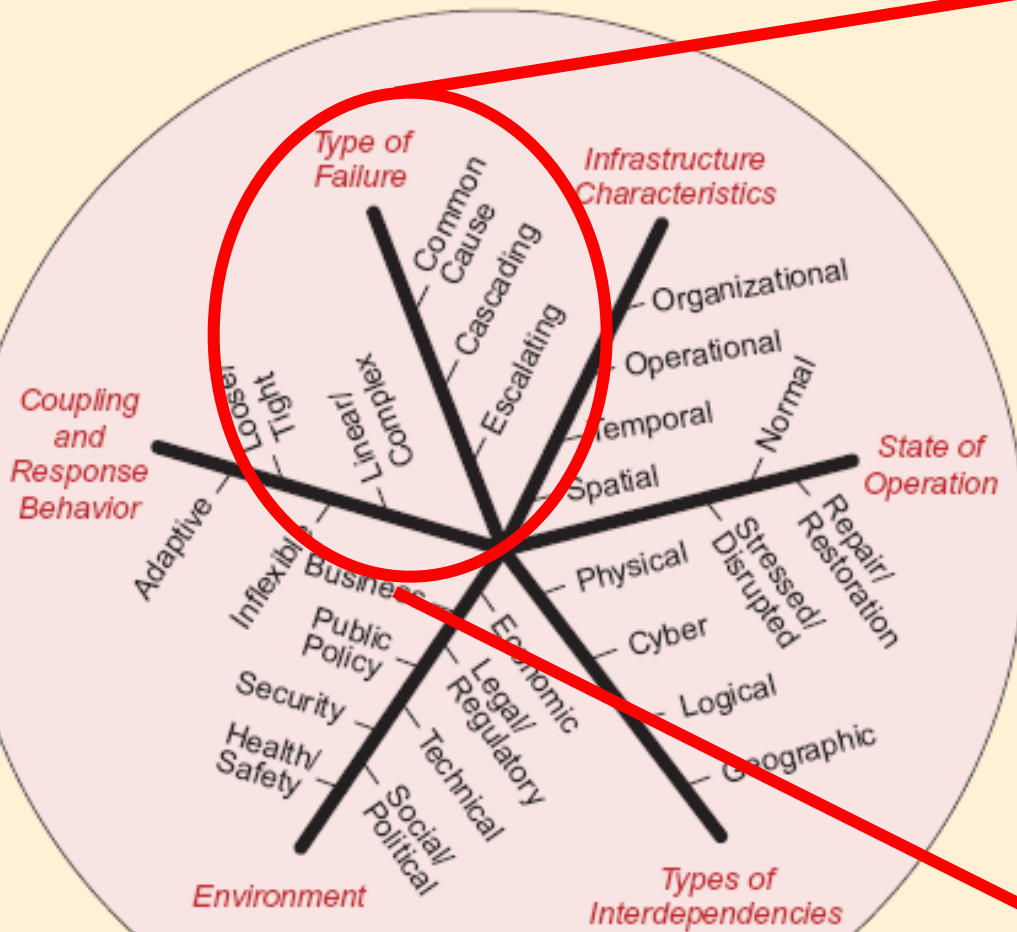 Type of
Failure
Common
Cause
Cascading
Escalating
Infrastructure
Characteristics
Organizational
Operational
Temporal
Spatial
State of
Operation
Normal
Stressed/
Disrupted
Repair/
Restoration
Types of
Interdependencies
Physical
Cyber
Logical
Geographic
Environment
Business
Public
Policy
Security
Health/
Safety
Economic
Legal/
Regulatory
Technical
Social/
Political
Coupling
and
Response
Behavior
Adaptive
Inflexible
Loose/
Tight
Linear/
Complex